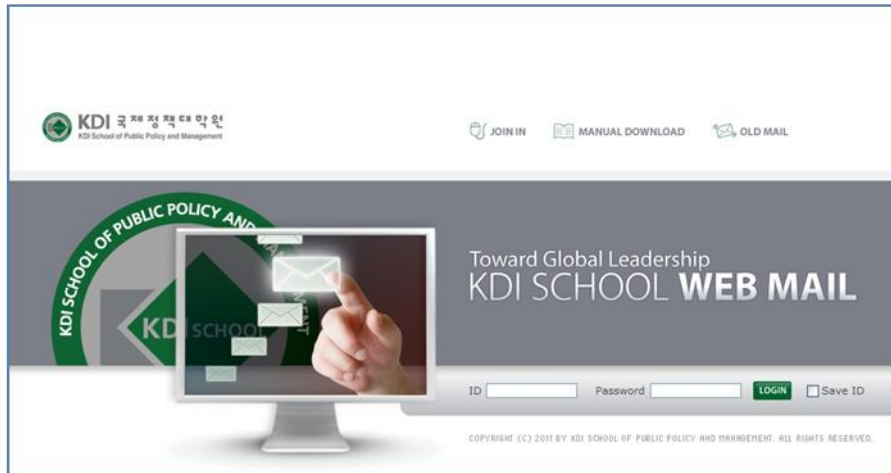 KDI 국제정책대학원
KDI School of Public Policy and Management
JOIN IN
MANUAL DOWNLOAD
OLD MAIL
KDI SCHOOL OF PUBLIC POLICY AND MANAGEMENT
KDI SCHOOL
Toward Global Leadership
KDI SCHOOL WEB MAIL
ID
Password
LOGIN
Save ID
COPYRIGHT (C) 2011 BY KDI SCHOOL OF PUBLIC POLICY AND MANAGEMENT. ALL RIGHTS RESERVED.